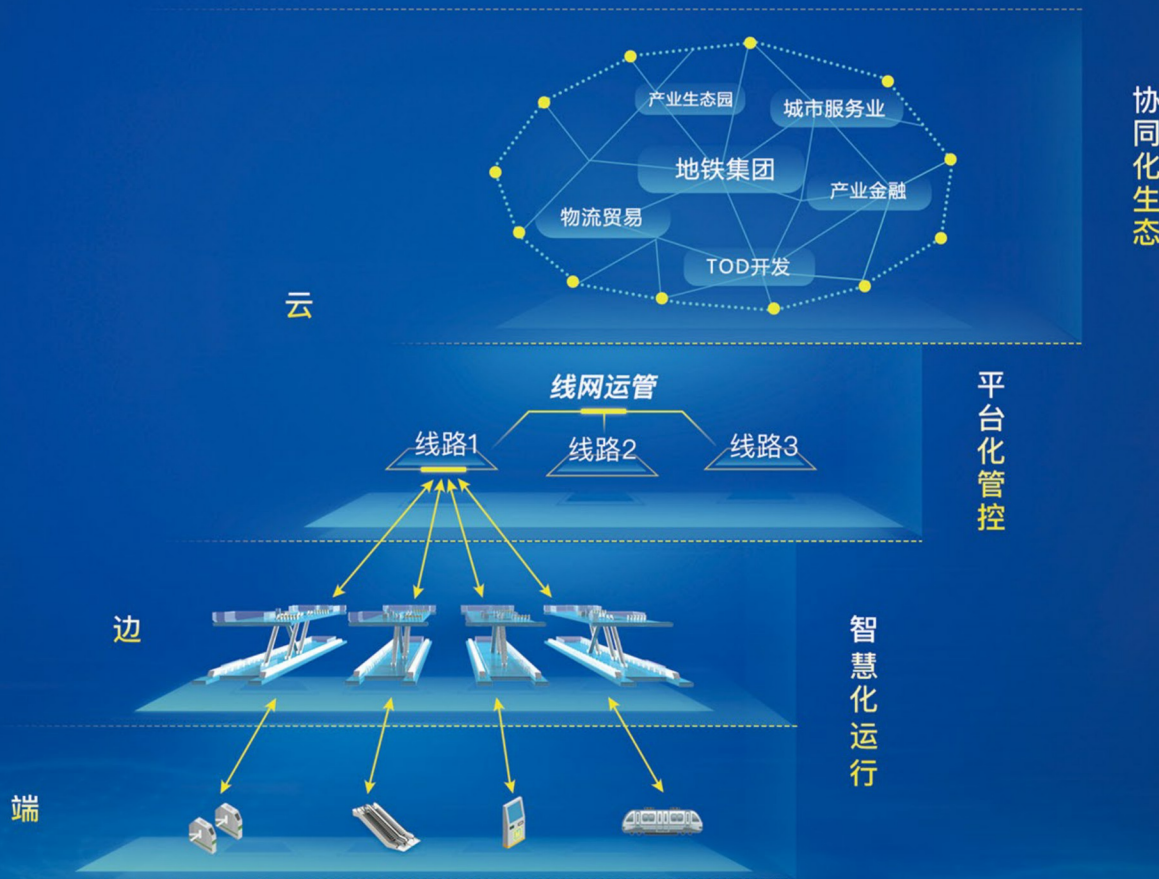 产业生态园
城市服务业
地铁集团
产业金融
物流贸易
TOD开发
协同化生态
云
线网运管
线路1
线路2
线路3
平台化管控
边
智慧化运行
端